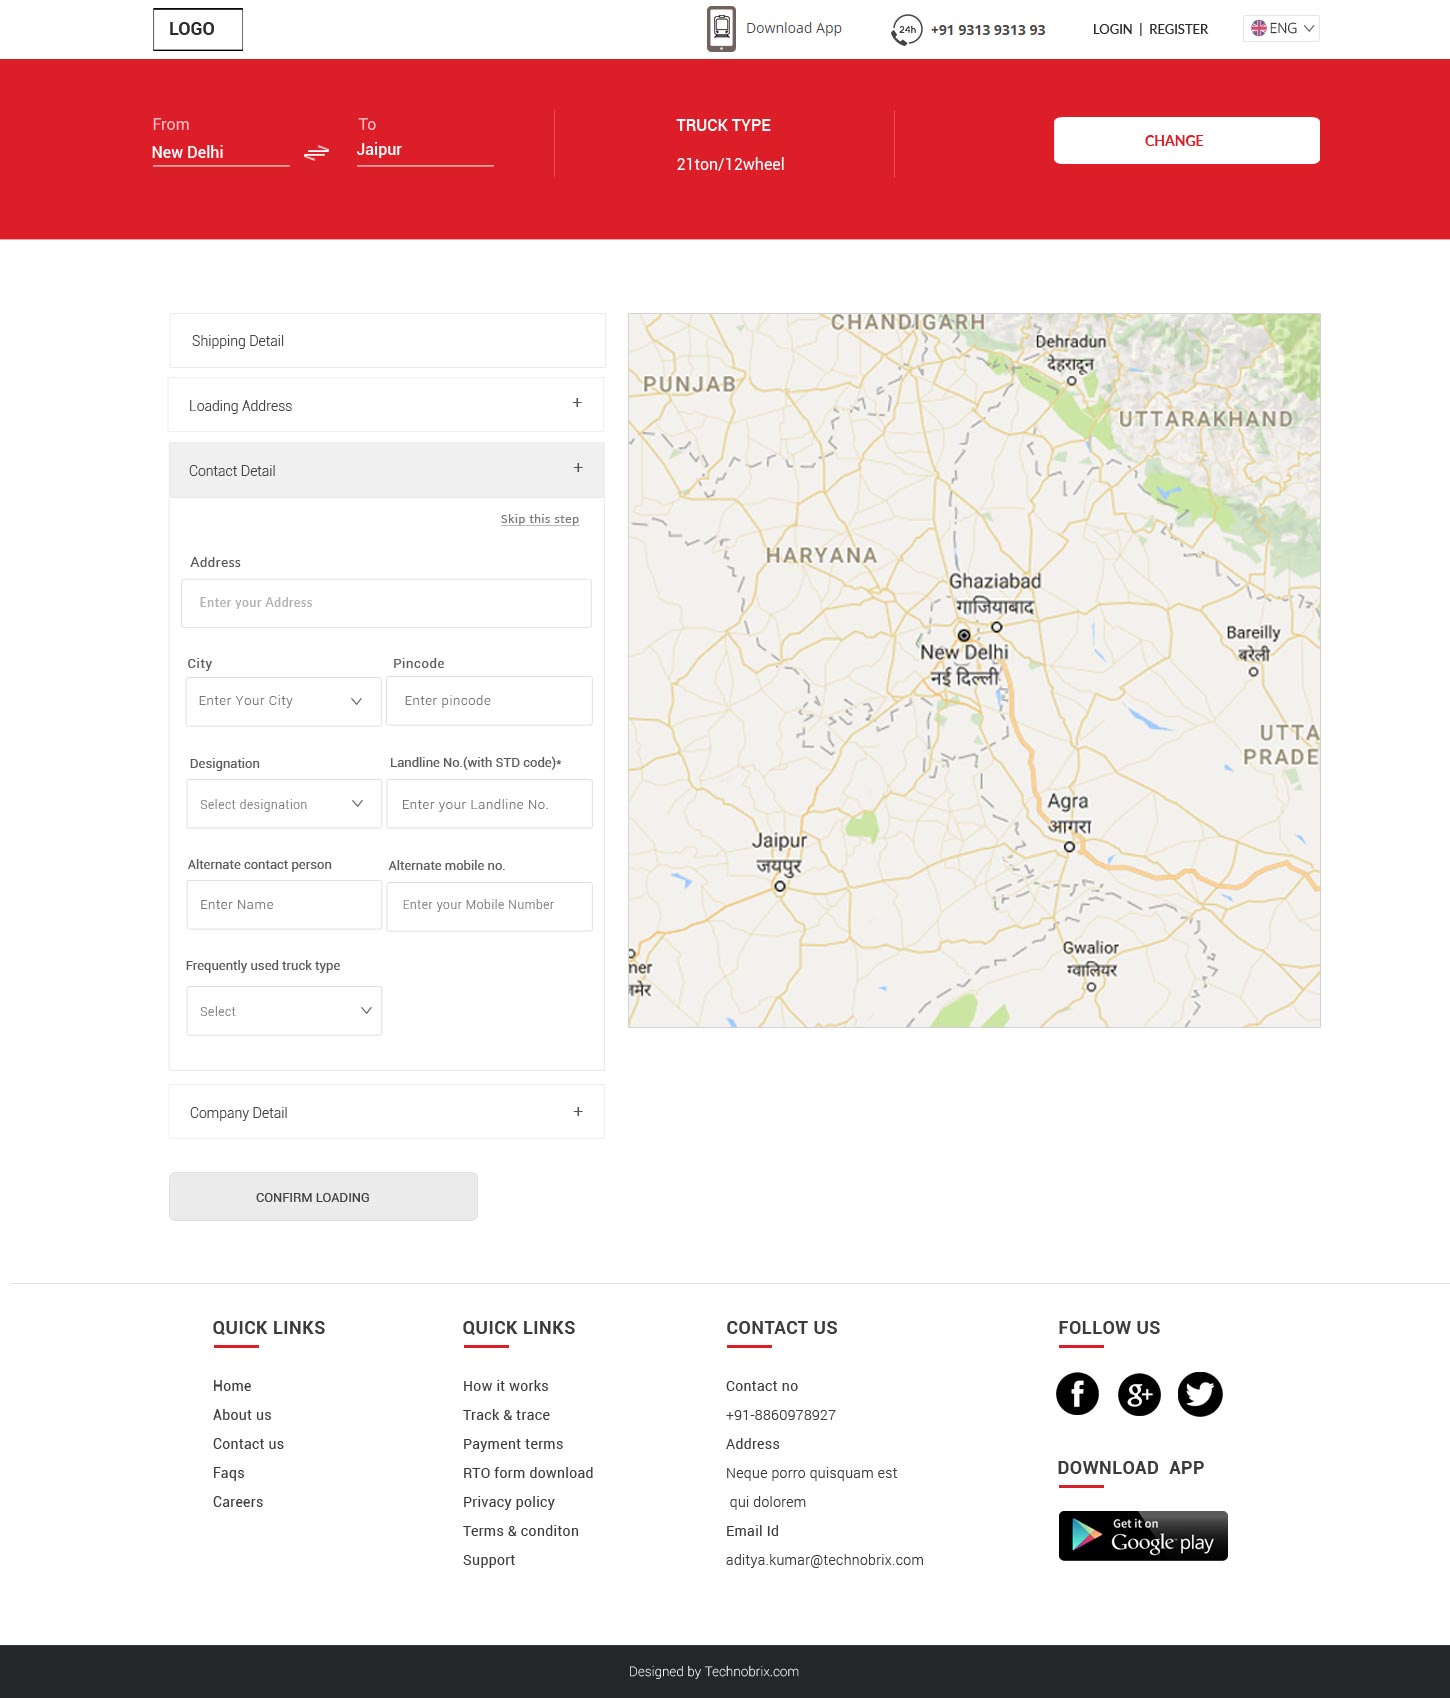 LOGO
Download App
24h
+91 9313 9313 93
LOGIN | REGISTER
ENG
From
New Delhi
To
Jaipur
TRUCK TYPE
21ton/12wheel
CHANGE
Shipping Detail
Loading Address +
Contact Detail +
Skip this step
Address
Enter your Address
City
Pincode
Enter Your City
Enter pincode
Designation
Landline No.(with STD code)*
Select designation
Enter your Landline No.
Alternate contact person
Alternate mobile no.
Enter Name
Enter your Mobile Number
Frequently used truck type
Select
Company Detail +
CONFIRM LOADING
CHANDIGARH
Dehradun
देहरादून
PUNJAB
UTTARAKHAND
HARYANA
Ghaziabad
गाजियाबाद
New Delhi
नई दिल्ली
Bareilly
बरेली
UTTA
PRADE
Agra
आगरा
Jaipur
जयपुर
Gwalior
ग्वालियर
mer
जमेर
QUICK LINKS
Home
About us
Contact us
Faqs
Careers
QUICK LINKS
How it works
Track & trace
Payment terms
RTO form download
Privacy policy
Terms & conditon
Support
CONTACT US
Contact no
+91-8860978927
Address
Neque porro quisquam est
qui dolorem
Email Id
aditya.kumar@technobrix.com
FOLLOW US
f
g+
DOWNLOAD APP
Get it on
Google play
Designed by Technobrix.com